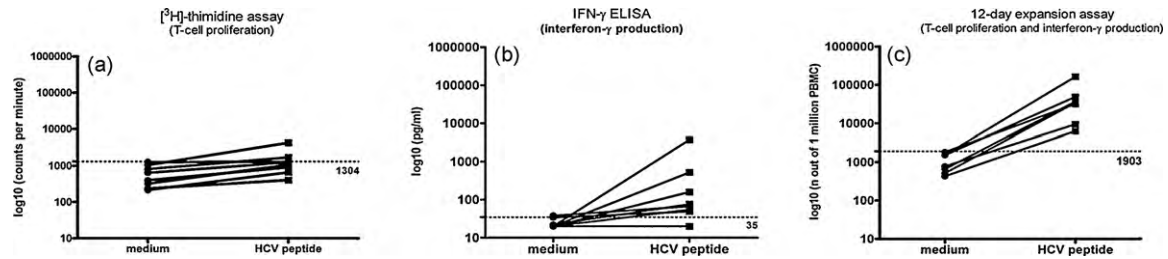 [³H]-thimidine assay
(T-cell proliferation)
(a)
log10 (counts per minute)
1000000
100000
10000
1000
100
10
1304
medium
HCV peptide
IFN-γ ELISA
(interferon-γ production)
(b)
log10 (pg/ml)
1000000
100000
10000
1000
100
10
35
medium
HCV peptide
12-day expansion assay
(T-cell proliferation and interferon-γ production)
(c)
log10 (n out of 1 million PBMC)
1000000
100000
10000
1000
100
10
1903
medium
HCV peptide